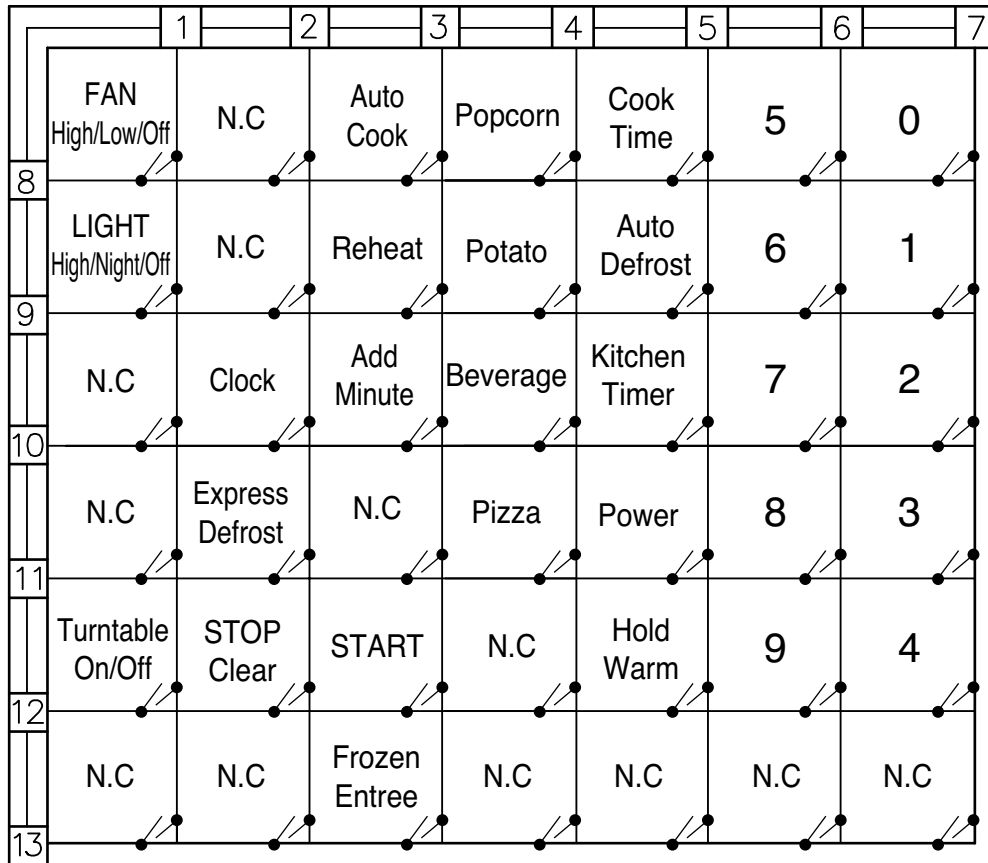 1 2 3 4 5 6 7
FAN
High/Low/Off
N.C
Auto
Cook
Popcorn
Cook
Time
5
0
8
LIGHT
High/Night/Off
N.C
Reheat
Potato
Auto
Defrost
6
1
9
N.C
Clock
Add
Minute
Beverage
Kitchen
Timer
7
2
10
N.C
Express
Defrost
N.C
Pizza
Power
8
3
11
Turntable
On/Off
STOP
Clear
START
N.C
Hold
Warm
9
4
12
N.C
N.C
Frozen
Entree
N.C
N.C
N.C
N.C
13